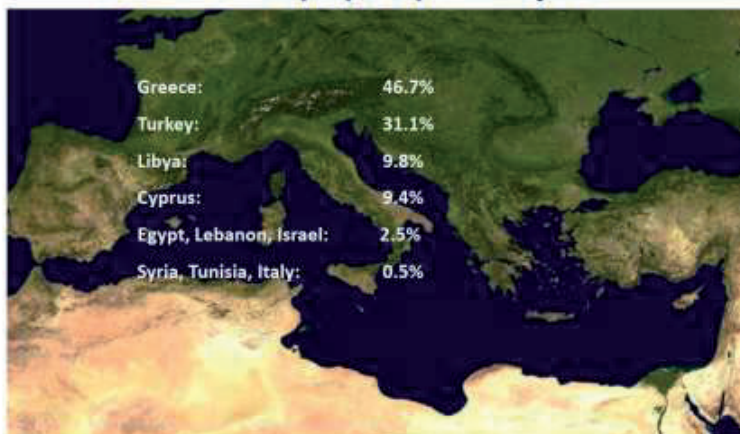 Greece: 46.7%
Turkey: 31.1%
Libya: 9.8%
Cyprus: 9.4%
Egypt, Lebanon, Israel: 2.5%
Syria, Tunisia, Italy: 0.5%